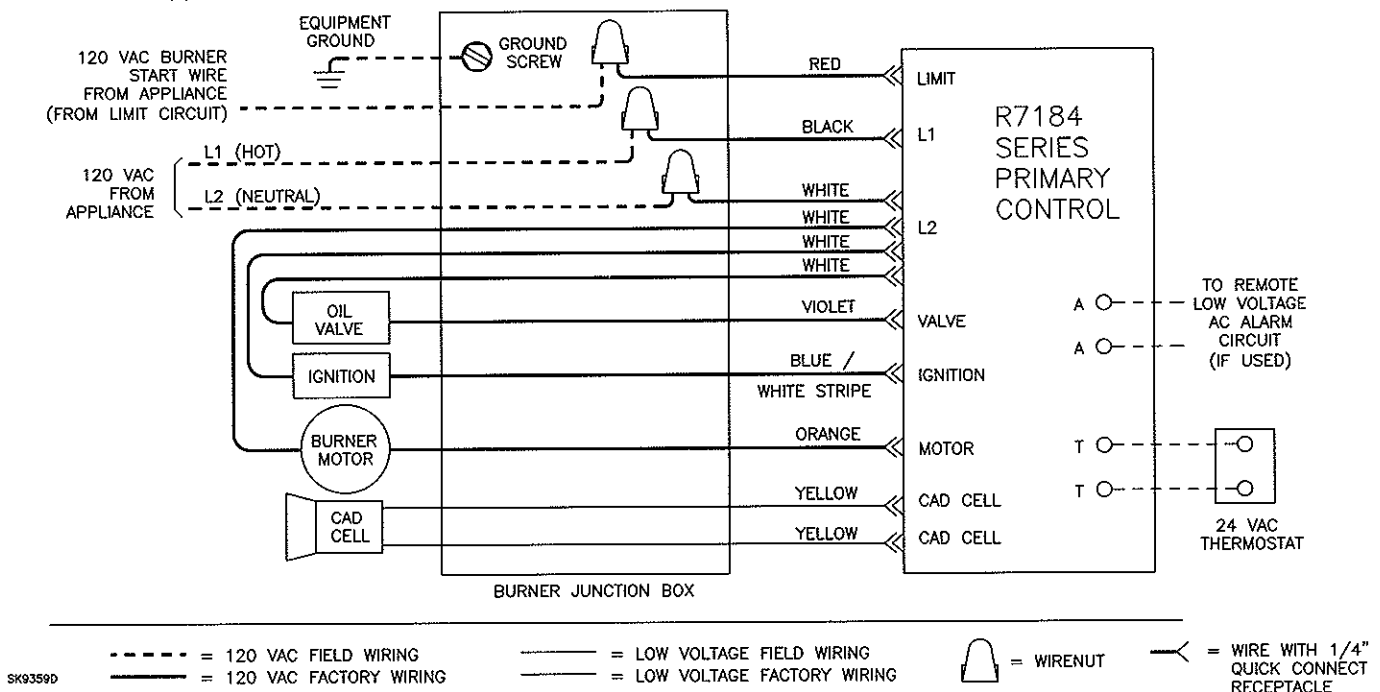 EQUIPMENT
GROUND
GROUND
SCREW
120 VAC BURNER
START WIRE
FROM APPLIANCE
(FROM LIMIT CIRCUIT)
RED
LIMIT
BLACK
L1
R7184
SERIES
PRIMARY
CONTROL
L1 (HOT)
120 VAC
FROM
APPLIANCE
L2 (NEUTRAL)
WHITE
WHITE
L2
WHITE
WHITE
OIL
VALVE
VIOLET
VALVE
A
A
TO REMOTE
LOW VOLTAGE
AC ALARM
CIRCUIT
(IF USED)
IGNITION
BLUE /
WHITE STRIPE
IGNITION
BURNER
MOTOR
ORANGE
MOTOR
T
T
CAD
CELL
YELLOW
CAD CELL
YELLOW
CAD CELL
24 VAC
THERMOSTAT
BURNER JUNCTION BOX
= 120 VAC FIELD WIRING
= 120 VAC FACTORY WIRING
= LOW VOLTAGE FIELD WIRING
= LOW VOLTAGE FACTORY WIRING
= WIRENUT
= WIRE WITH 1/4"
QUICK CONNECT
RECEPTACLE
SK9359D